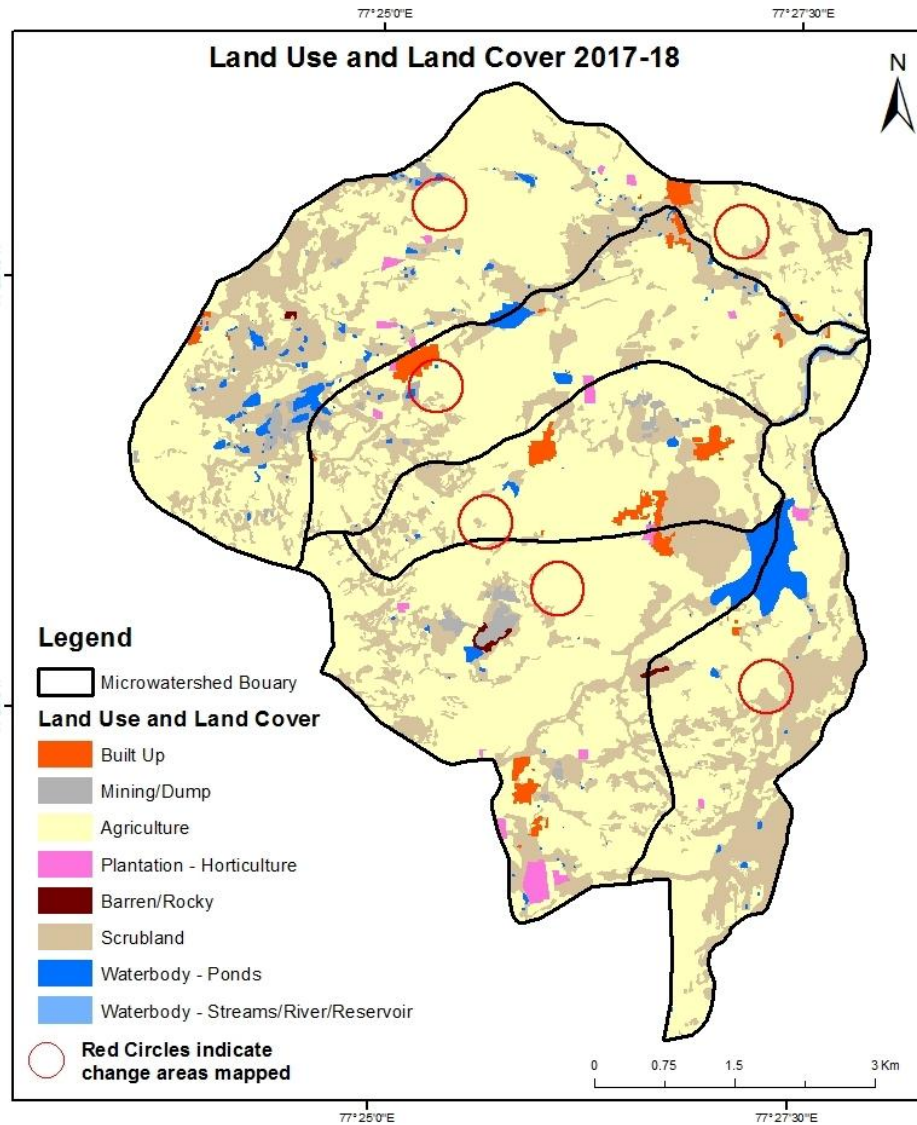 77°25'0"E
77°27'30"E
Land Use and Land Cover 2017-18
N
Legend
Microwatershed Bouary
Land Use and Land Cover
Built Up
Mining/Dump
Agriculture
Plantation - Horticulture
Barren/Rocky
Scrubland
Waterbody - Ponds
Waterbody - Streams/River/Reservoir
Red Circles indicate
change areas mapped
0 0.75 1.5 3 Km
77°25'0"E
77°27'30"E